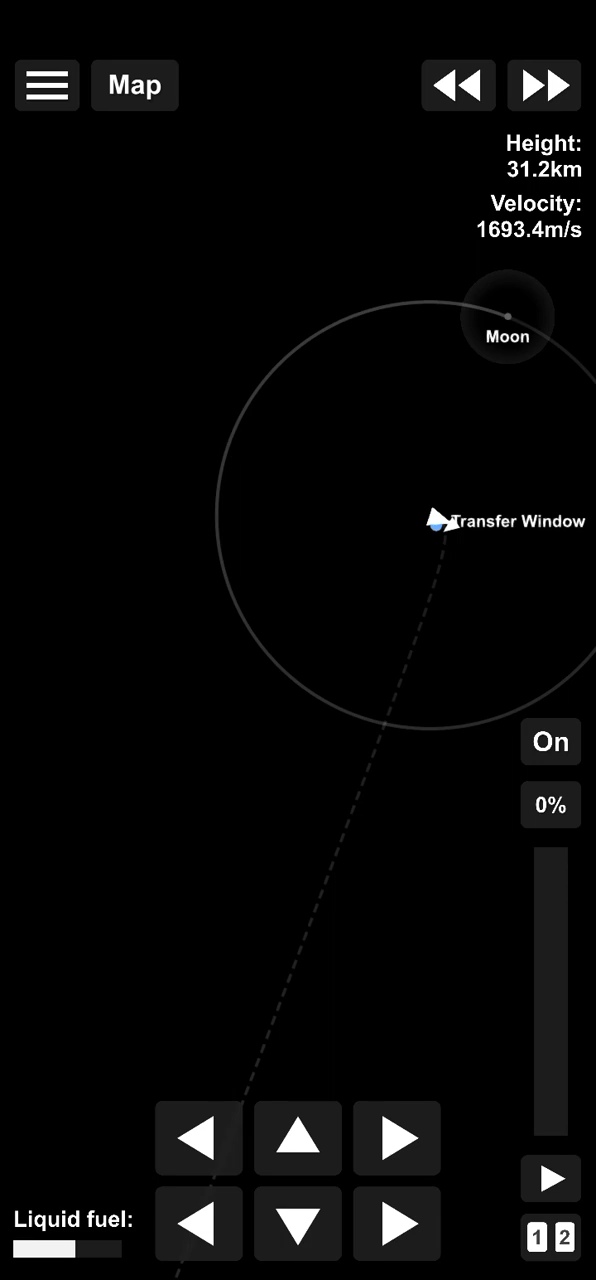 Map
Height:
31.2km
Velocity:
1693.4m/s
Moon
Transfer Window
On
0%
Liquid fuel:
1 2